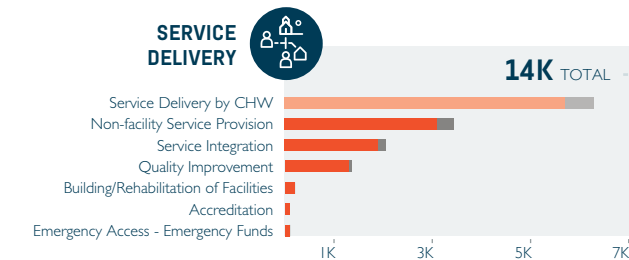 SERVICE
DELIVERY
14K TOTAL
Service Delivery by CHW
Non-facility Service Provision
Service Integration
Quality Improvement
Building/Rehabilitation of Facilities
Accreditation
Emergency Access - Emergency Funds
1K 3K 5K 7K